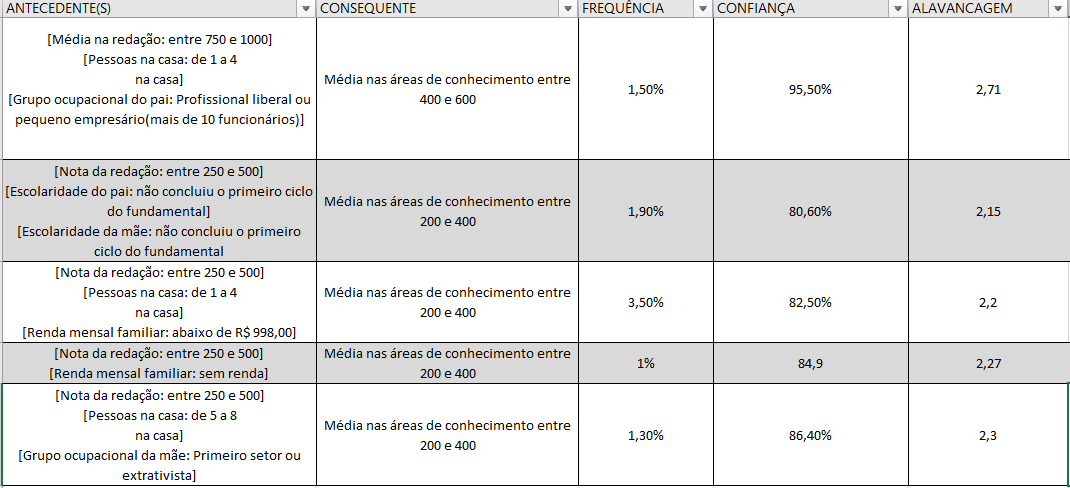 ANTECEDENTE(S) CONSEQUENTE FREQUÊNCIA CONFIANÇA ALAVANCAGEM
[Média na redação: entre 750 e 1000]
[Pessoas na casa: de 1 a 4
na casa]
[Grupo ocupacional do pai: Profissional liberal ou
pequeno empresário(mais de 10 funcionários)]
Média nas áreas de conhecimento entre
400 e 600
1,50%
95,50%
2,71
[Nota da redação: entre 250 e 500]
[Escolaridade do pai: não concluiu o primeiro ciclo
do fundamental]
[Escolaridade da mãe: não concluiu o primeiro
ciclo do fundamental
Média nas áreas de conhecimento entre
200 e 400
1,90%
80,60%
2,15
[Nota da redação: entre 250 e 500]
[Pessoas na casa: de 1 a 4
na casa]
[Renda mensal familiar: abaixo de R$ 998,00]
Média nas áreas de conhecimento entre
200 e 400
3,50%
82,50%
2,2
[Nota da redação: entre 250 e 500]
[Renda mensal familiar: sem renda]
Média nas áreas de conhecimento entre
200 e 400
1%
84,9
2,27
[Nota da redação: entre 250 e 500]
[Pessoas na casa: de 5 a 8
na casa]
[Grupo ocupacional da mãe: Primeiro setor ou
extrativista]
Média nas áreas de conhecimento entre
200 e 400
1,30%
86,40%
2,3